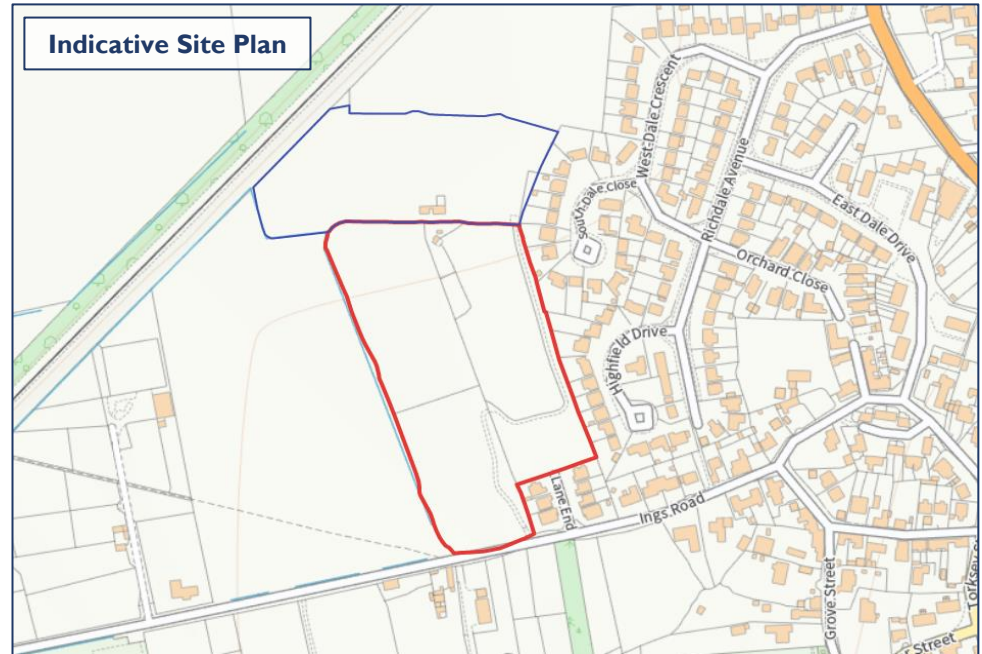 Indicative Site Plan
West Dale Crescent
South Dale Close
Richdale Avenue
East Dale Drive
Orchard Close
Highfield Drive
Lane End
Ings Road
Grove Street
Street